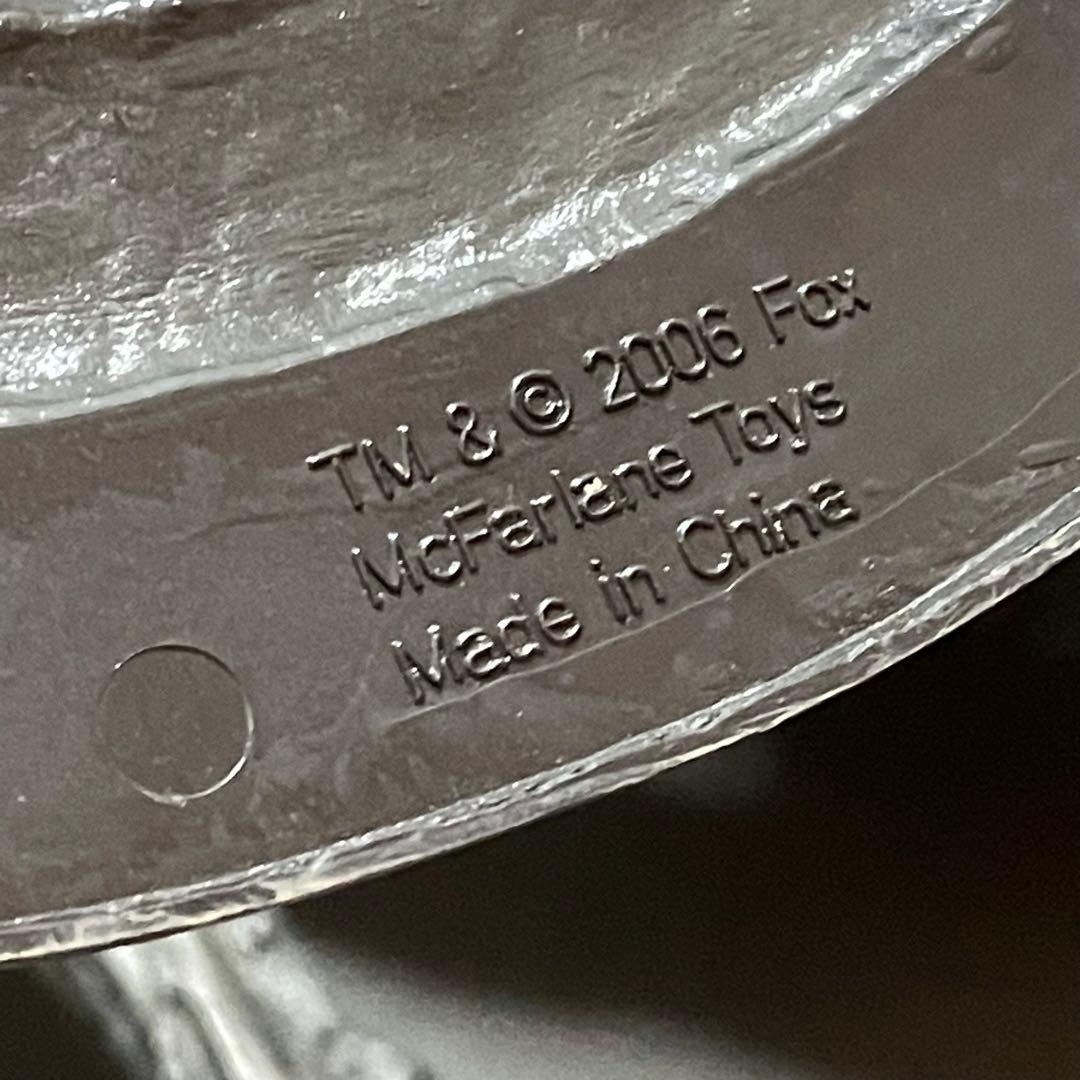 TM & © 2006 Fox
McFarlane Toys
Made in China